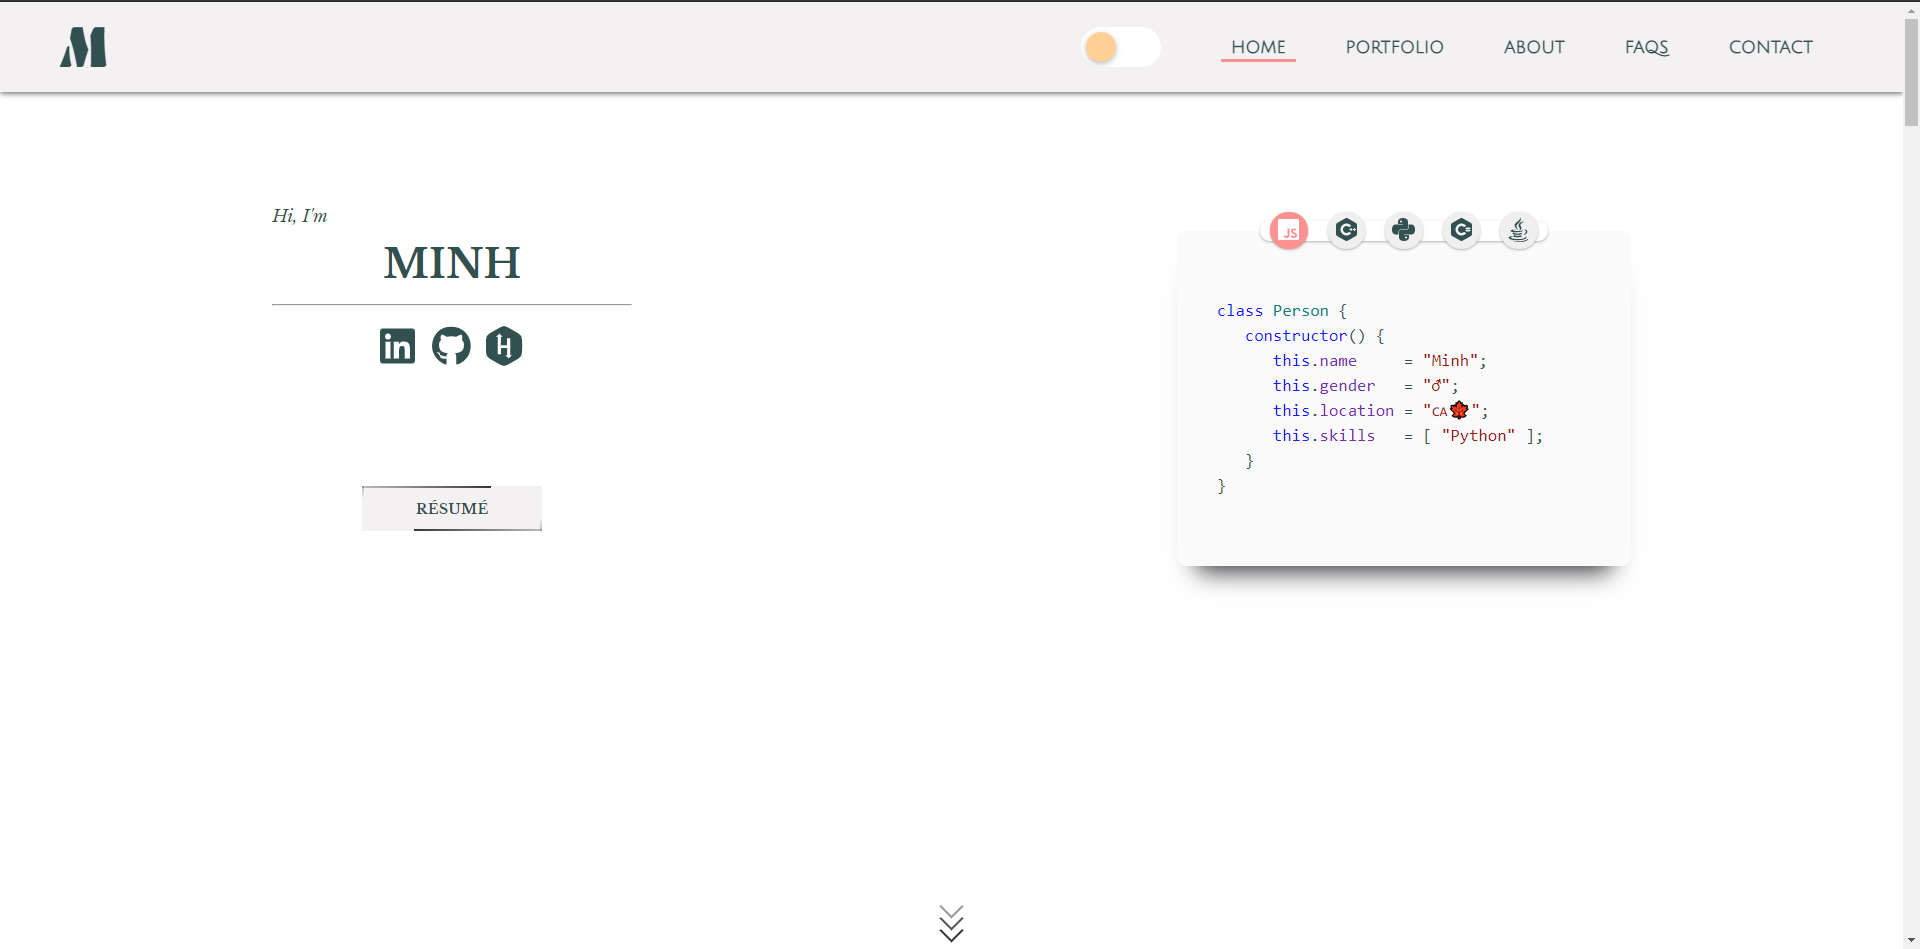 M
HOME PORTFOLIO ABOUT FAQS CONTACT
Hi, I'm
MINH
in
H
RÉSUMÉ
JS
C++
C#
class Person {
constructor() {
this.name = "Minh";
this.gender = "♂";
this.location = "CA🍁";
this.skills = [ "Python" ];
}
}